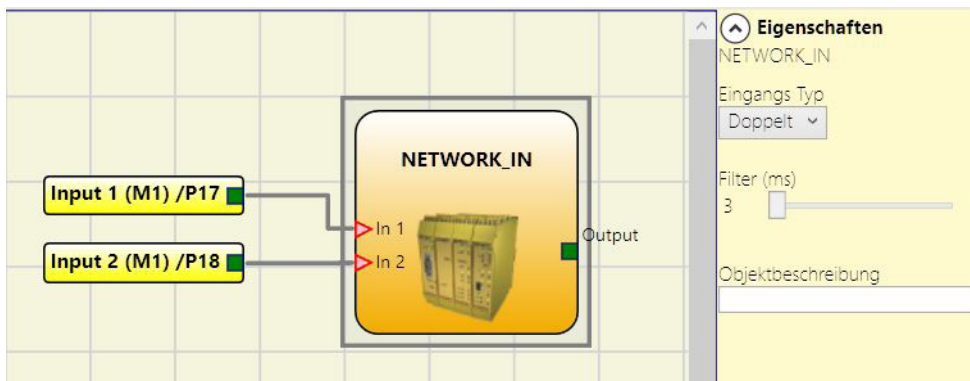 Eigenschaften
NETWORK_IN
Eingangs Typ
Doppelt
Filter (ms)
3
Objektbeschreibung
NETWORK_IN
Input 1 (M1) /P17
In 1
Input 2 (M1) /P18
In 2
Output